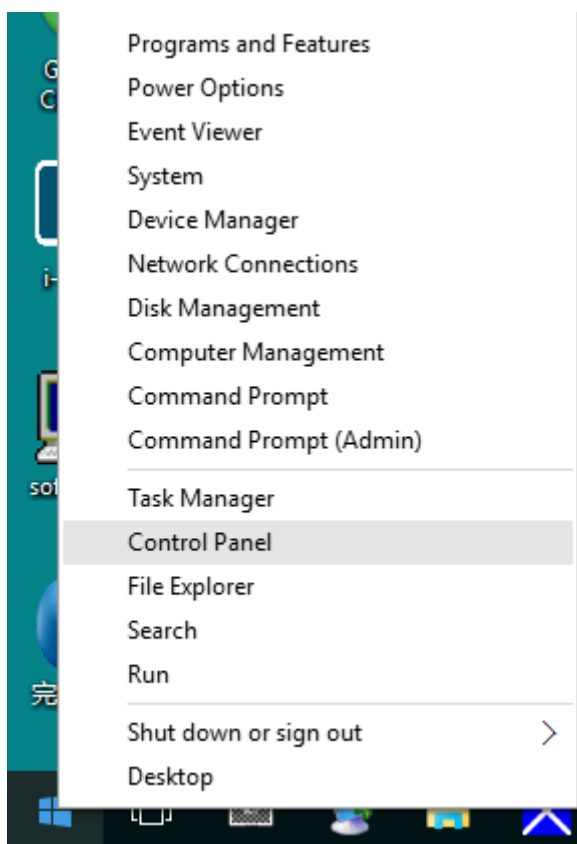 G
C
Programs and Features
Power Options
Event Viewer
System
Device Manager
i-
Network Connections
Disk Management
Computer Management
Command Prompt
Command Prompt (Admin)
Task Manager
Control Panel
File Explorer
Search
Run
完
Shut down or sign out
Desktop